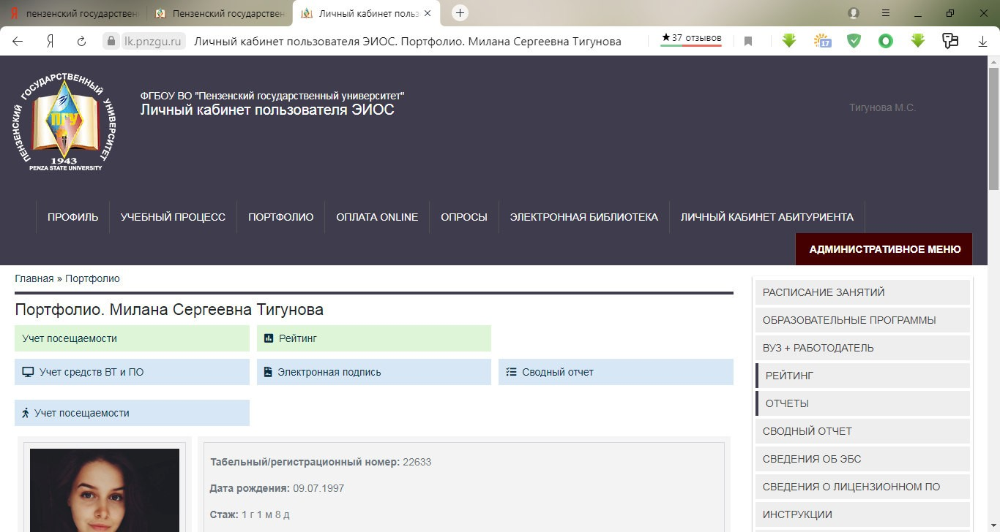 пензенский государствен
Пензенский государствен
Личный кабинет польз
Я
lk.pnzgu.ru
Личный кабинет пользователя ЭИОС. Портфолио. Милана Сергеевна Тигунова
★37 отзывов
17
ПЕНЗЕНСКИЙ ГОСУДАРСТВЕННЫЙ УНИВЕРСИТЕТ
ПГУ
1943
PENZA STATE UNIVERSITY
ФГБОУ ВО "Пензенский государственный университет"
Личный кабинет пользователя ЭИОС
Тигунова М.С.
ПРОФИЛЬ
УЧЕБНЫЙ ПРОЦЕСС
ПОРТФОЛИО
ОПЛАТА ONLINE
ОПРОСЫ
ЭЛЕКТРОННАЯ БИБЛИОТЕКА
ЛИЧНЫЙ КАБИНЕТ АБИТУРИЕНТА
АДМИНИСТРАТИВНОЕ МЕНЮ
Главная » Портфолио
Портфолио. Милана Сергеевна Тигунова
Учет посещаемости
Рейтинг
Учет средств ВТ и ПО
Электронная подпись
Сводный отчет
Учет посещаемости
Табельный/регистрационный номер: 22633
Дата рождения: 09.07.1997
Стаж: 1 г 1 м 8 д
РАСПИСАНИЕ ЗАНЯТИЙ
ОБРАЗОВАТЕЛЬНЫЕ ПРОГРАММЫ
ВУЗ + РАБОТОДАТЕЛЬ
РЕЙТИНГ
ОТЧЕТЫ
СВОДНЫЙ ОТЧЕТ
СВЕДЕНИЯ ОБ ЭБС
СВЕДЕНИЯ О ЛИЦЕНЗИОННОМ ПО
ИНСТРУКЦИИ